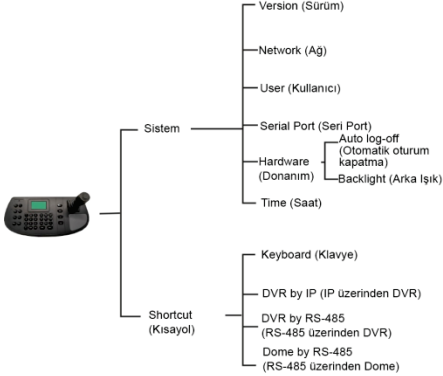 Version (Sürüm)
Network (Ağ)
User (Kullanıcı)
Sistem
Serial Port (Seri Port)
Auto log-off
(Otomatik oturum
kapatma)
Hardware
(Donanım)
Backlight (Arka Işık)
Time (Saat)
Keyboard (Klavye)
DVR by IP (IP üzerinden DVR)
Shortcut
(Kısayol)
DVR by RS-485
(RS-485 üzerinden DVR)
Dome by RS-485
(RS-485 üzerinden Dome)